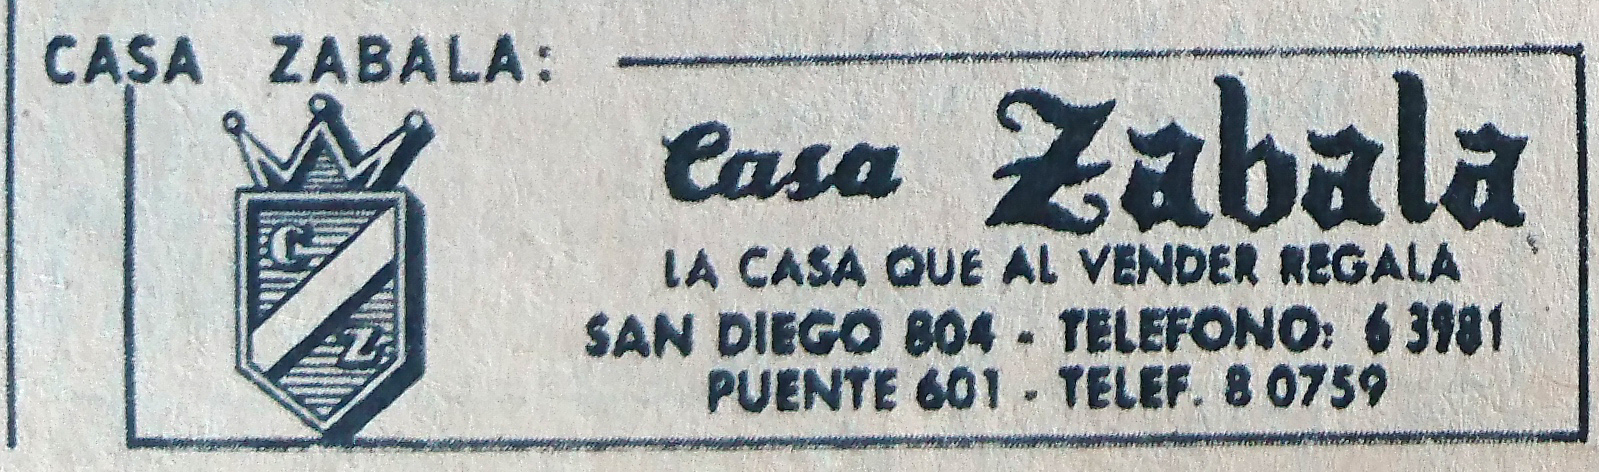 CASA ZABALA:
C
Z
Casa Zabala
LA CASA QUE AL VENDER REGALA
SAN DIEGO 804 - TELEFONO: 6 3981
PUENTE 601 - TELEF. 8 0759